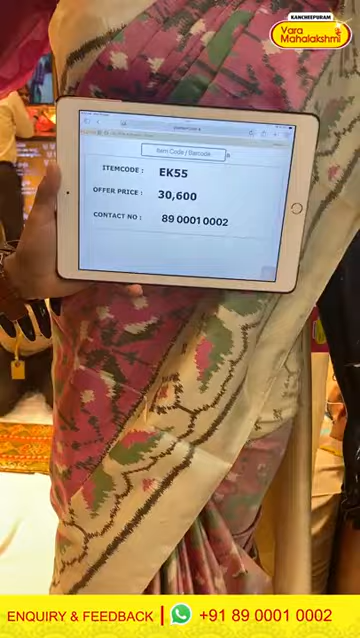 KANCHEEPURAM
Vara
Mahalakshmi
Item Code / Barcode
ITEMCODE : EK55
OFFER PRICE : 30,600
CONTACT NO : 89 0001 0002
ENQUIRY & FEEDBACK | +91 89 0001 0002